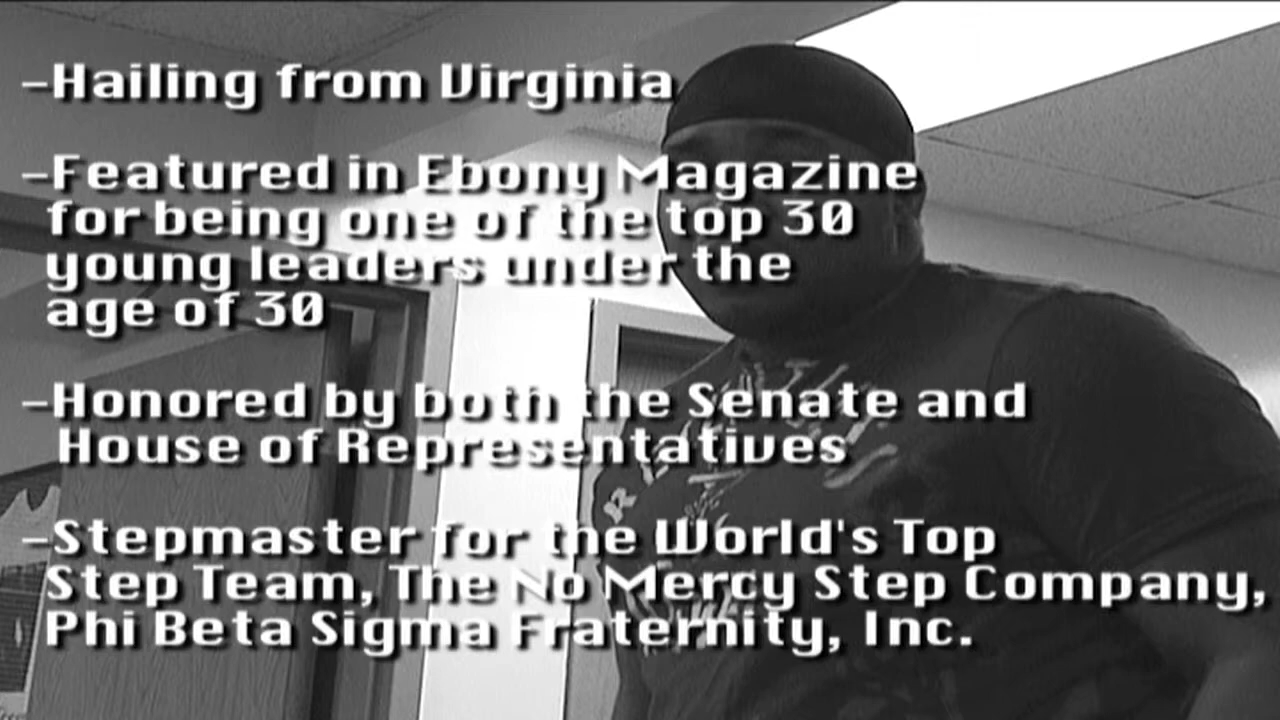 -Hailing from Virginia
-Featured in Ebony Magazine
for being one of the top 30
young leaders under the
age of 30
-Honored by both the Senate and
House of Representatives
-Stepmaster for the World's Top
Step Team, The No Mercy Step Company,
Phi Beta Sigma Fraternity, Inc.